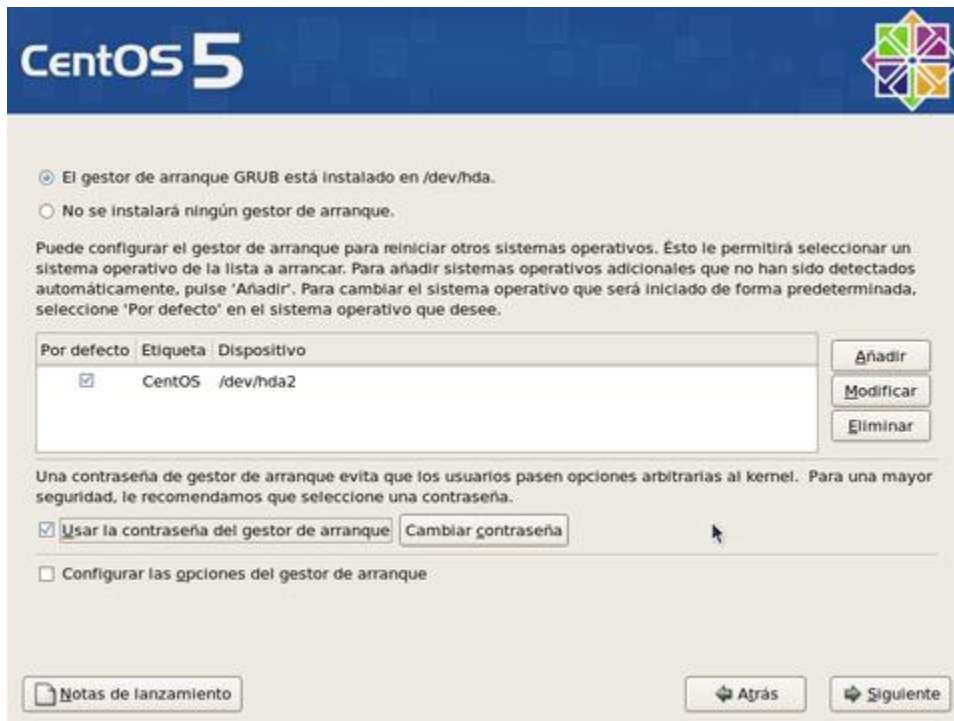 CentOS 5
El gestor de arranque GRUB está instalado en /dev/hda.
No se instalará ningún gestor de arranque.
Puede configurar el gestor de arranque para reiniciar otros sistemas operativos. Ésto le permitirá seleccionar un
sistema operativo de la lista a arrancar. Para añadir sistemas operativos adicionales que no han sido detectados
automáticamente, pulse 'Añadir'. Para cambiar el sistema operativo que será iniciado de forma predeterminada,
seleccione 'Por defecto' en el sistema operativo que desee.
Por defecto Etiqueta Dispositivo
CentOS /dev/hda2
Añadir
Modificar
Eliminar
Una contraseña de gestor de arranque evita que los usuarios pasen opciones arbitrarias al kernel. Para una mayor
seguridad, le recomendamos que seleccione una contraseña.
Usar la contraseña del gestor de arranque Cambiar contraseña
Configurar las opciones del gestor de arranque
Notas de lanzamiento Atrás Siguiente